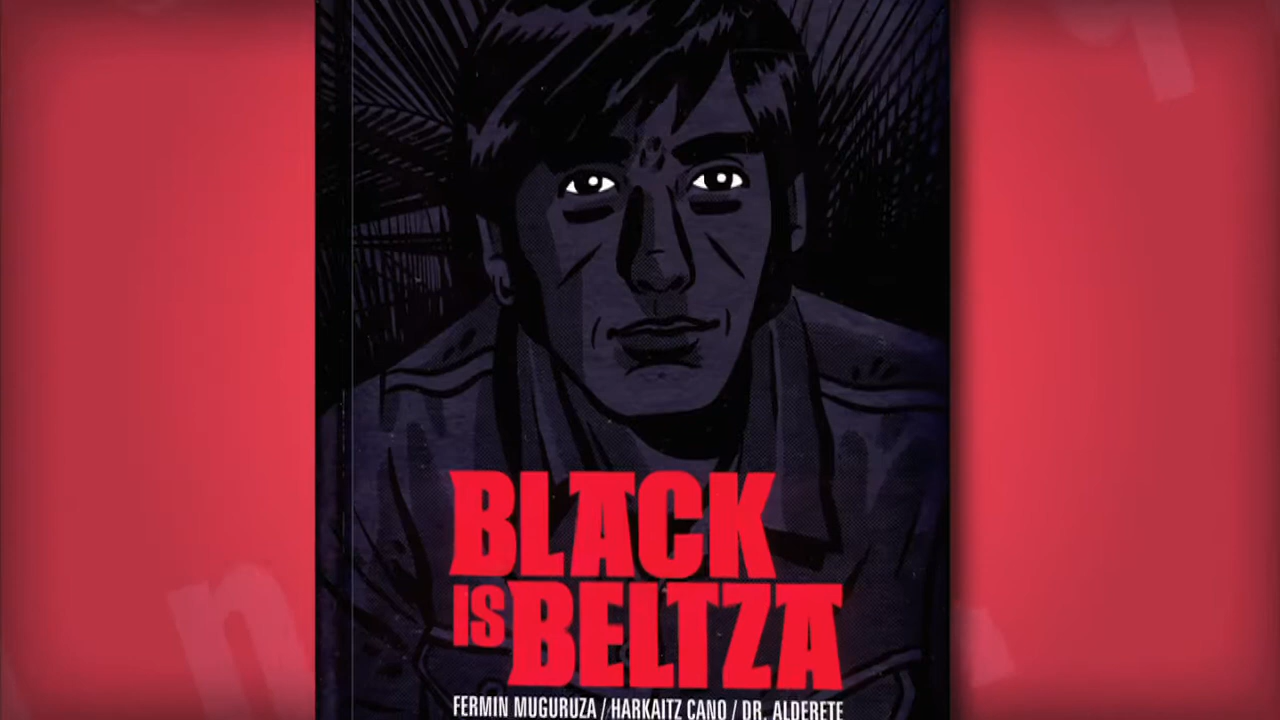 BLACK
IS BELTZA
FERMIN MUGURUZA / HARKAITZ CANO / DR. ALDERETE